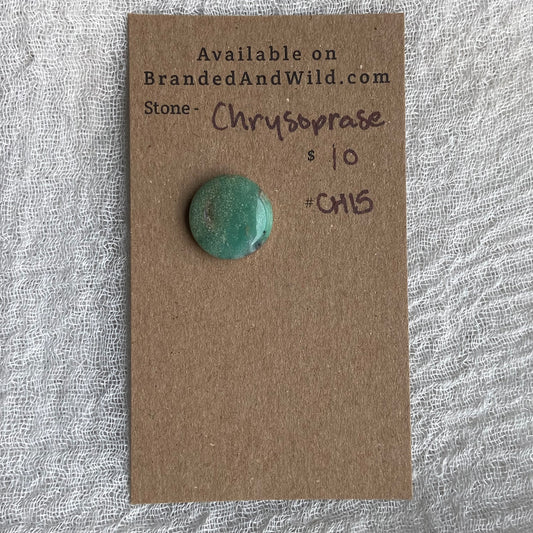 Available on
BrandedAndWild.com
Stone - Chrysoprase
$ 10
#CH15